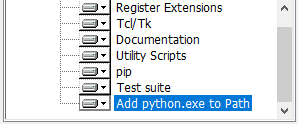 Register Extensions
Tcl/Tk
Documentation
Utility Scripts
pip
Test suite
Add python.exe to Path